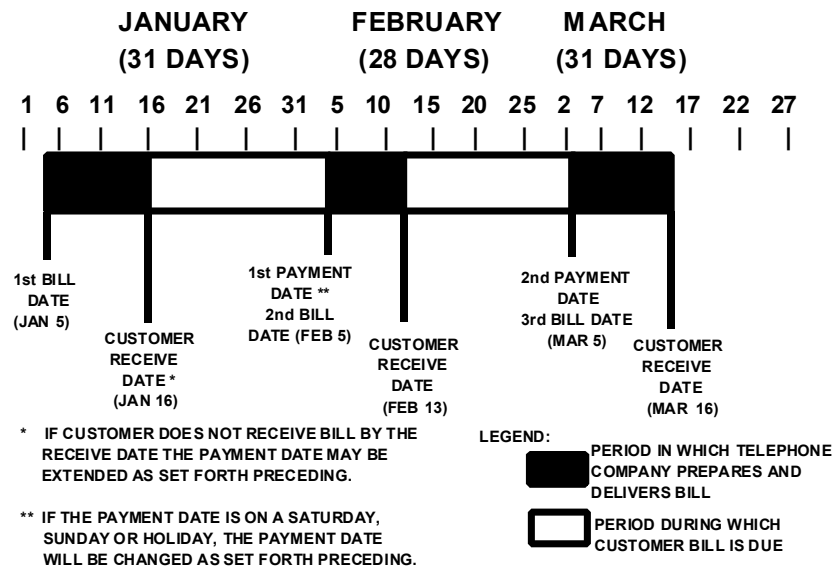 JANUARY FEBRUARY MARCH
(31 DAYS) (28 DAYS) (31 DAYS)
1 6 11 16 21 26 31 5 10 15 20 25 2 7 12 17 22 27
1st BILL
DATE
(JAN 5)
CUSTOMER
RECEIVE
DATE *
(JAN 16)
1st PAYMENT
DATE **
2nd BILL
DATE (FEB 5)
CUSTOMER
RECEIVE
DATE
(FEB 13)
2nd PAYMENT
DATE
3rd BILL DATE
(MAR 5)
CUSTOMER
RECEIVE
DATE
(MAR 16)
* IF CUSTOMER DOES NOT RECEIVE BILL BY THE
RECEIVE DATE THE PAYMENT DATE MAY BE
EXTENDED AS SET FORTH PRECEDING.
** IF THE PAYMENT DATE IS ON A SATURDAY,
SUNDAY OR HOLIDAY, THE PAYMENT DATE
WILL BE CHANGED AS SET FORTH PRECEDING.
LEGEND:
PERIOD IN WHICH TELEPHONE
COMPANY PREPARES AND
DELIVERS BILL
PERIOD DURING WHICH
CUSTOMER BILL IS DUE